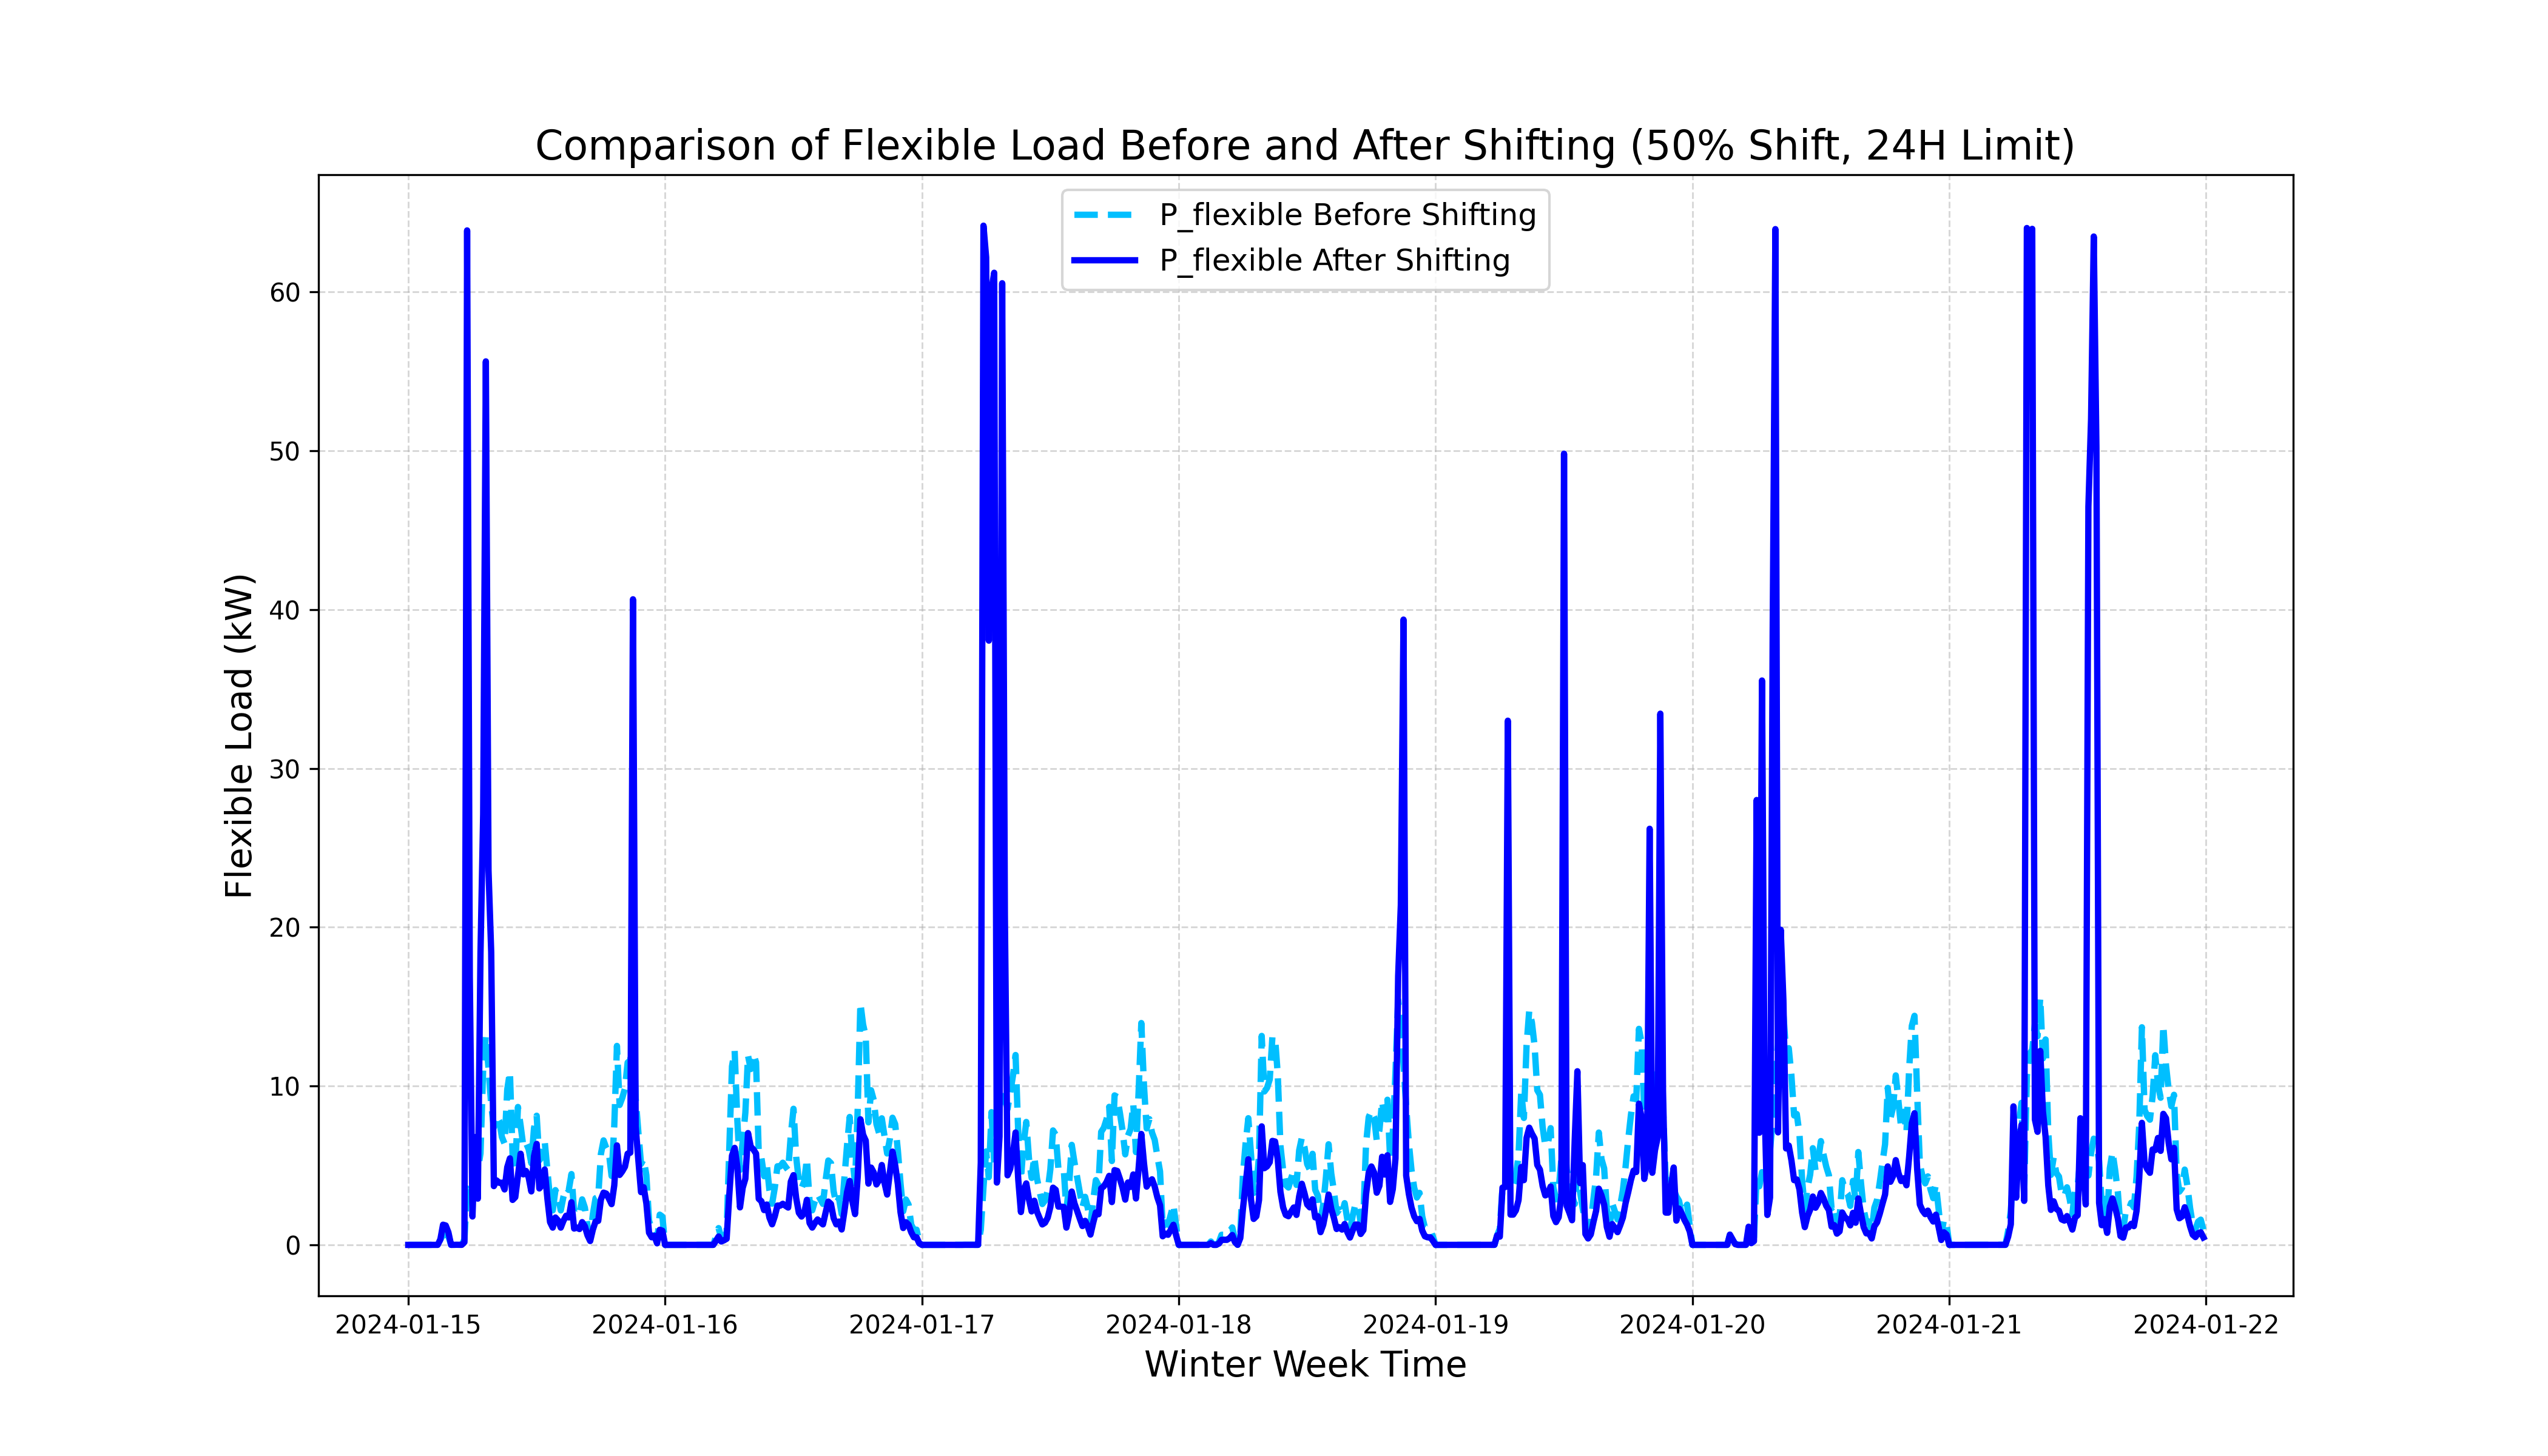 Comparison of Flexible Load Before and After Shifting (50% Shift, 24H Limit)
P_flexible Before Shifting
P_flexible After Shifting
Flexible Load (kW)
60
50
40
30
20
10
0
2024-01-15 2024-01-16 2024-01-17 2024-01-18 2024-01-19 2024-01-20 2024-01-21 2024-01-22
Winter Week Time